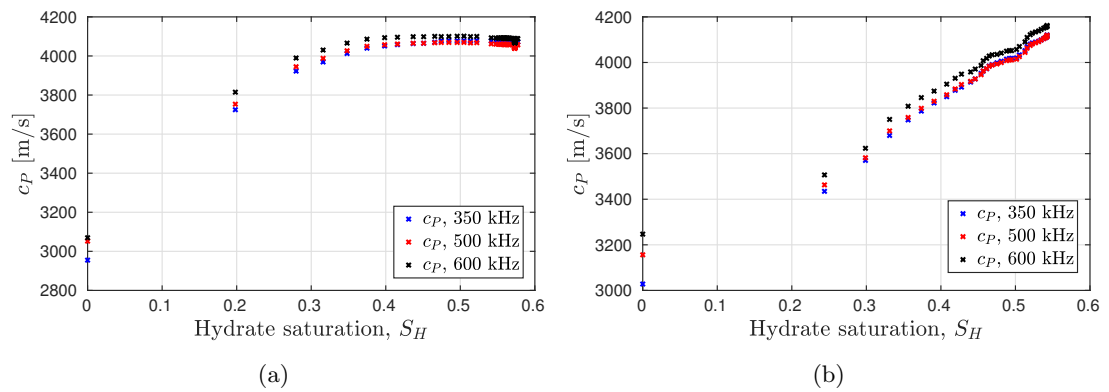 4200
4000
3800
3600
3400
3200
3000
2800
c_P [m/s]
0 0.1 0.2 0.3 0.4 0.5 0.6
Hydrate saturation, S_H
c_P, 350 kHz
c_P, 500 kHz
c_P, 600 kHz
(a)
4200
4000
3800
3600
3400
3200
3000
c_P [m/s]
0 0.1 0.2 0.3 0.4 0.5 0.6
Hydrate saturation, S_H
c_P, 350 kHz
c_P, 500 kHz
c_P, 600 kHz
(b)